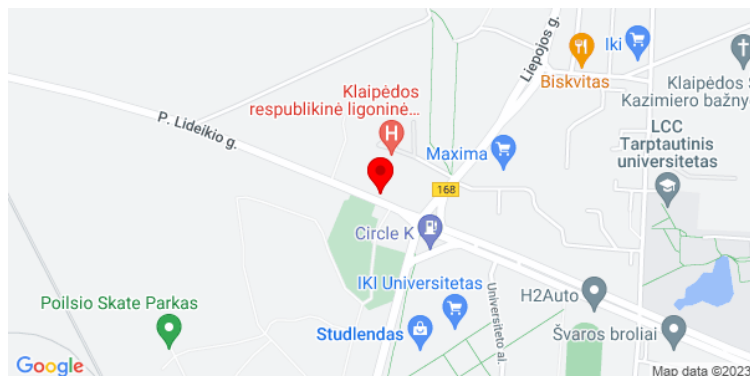 Liepojos g.
Iki
Biskvitas
Klaipėdos S
Kazimiero bažny
Klaipėdos
respublikinė ligoninė...
P. Lideikio g.
LCC
Tarptautinis
universitetas
Maxima
168
Circle K
IKI Universitetas
H2Auto
Poilsio Skate Parkas
Studlendas
Universiteto al.
Švaros broliai
Google
Map data ©2023